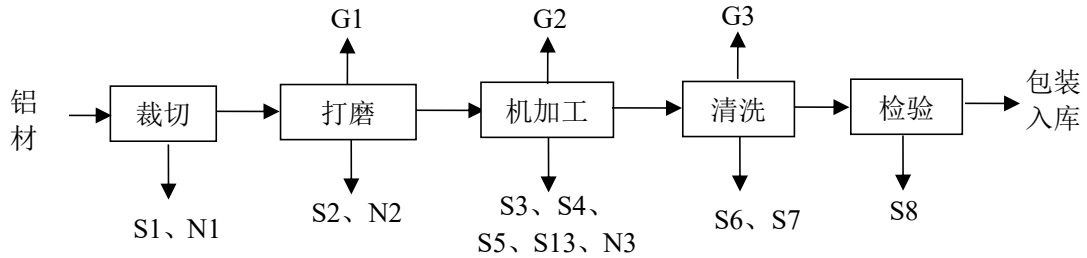 G1
G2
G3
铝
材
裁切
打磨
机加工
清洗
检验
包装
入库
S1、N1
S2、N2
S3、S4、
S5、S13、N3
S6、S7
S8